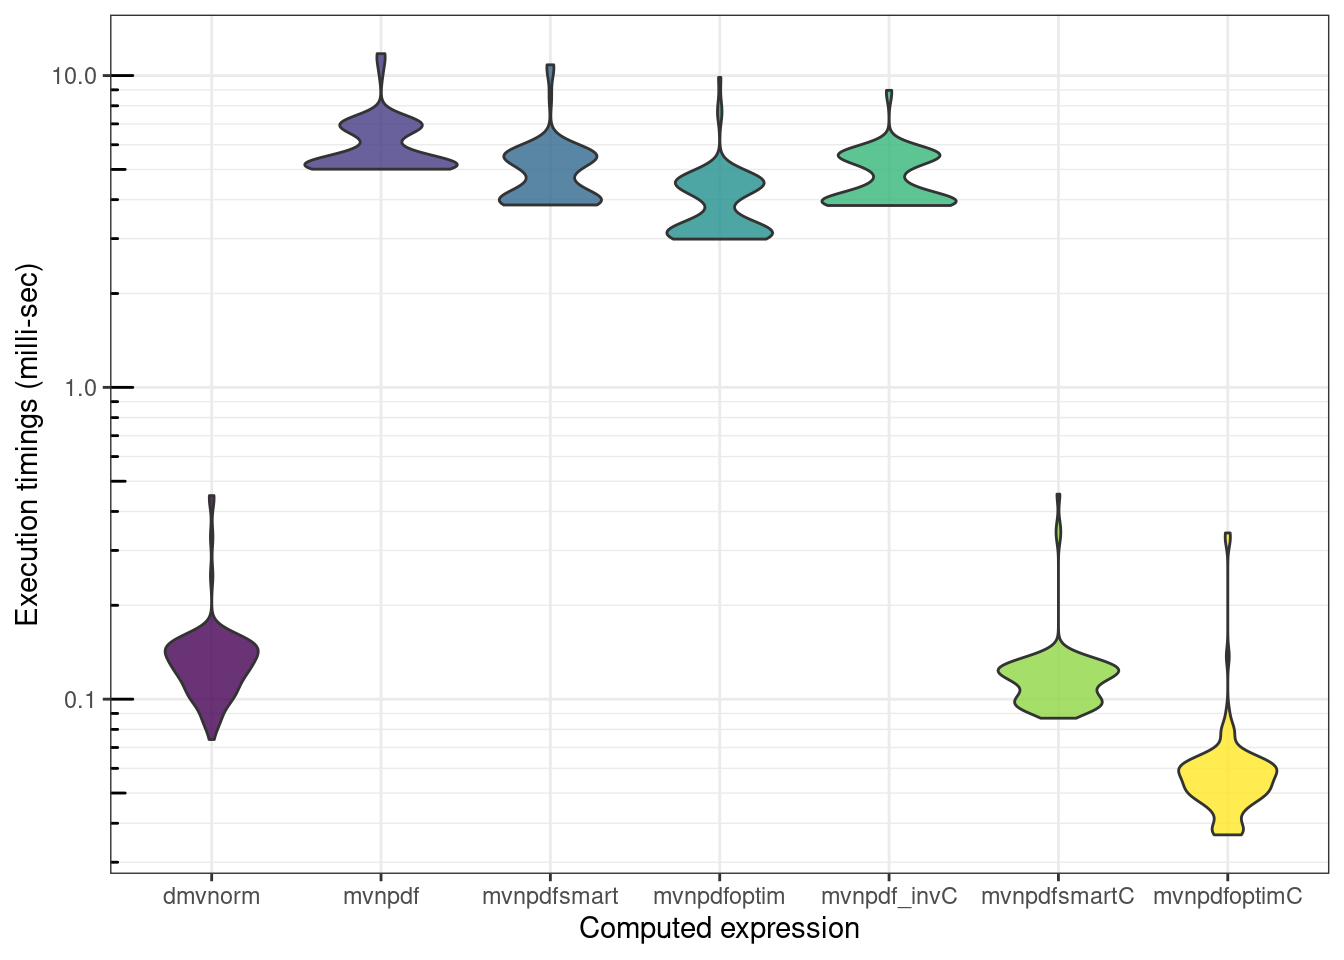 Execution timings (milli-sec)
10.0
1.0
0.1
dmvnorm mvnpdf mvnpdfsmart mvnpdfoptim mvnpdf_invC mvnpdfsmartC mvnpdfoptimC
Computed expression